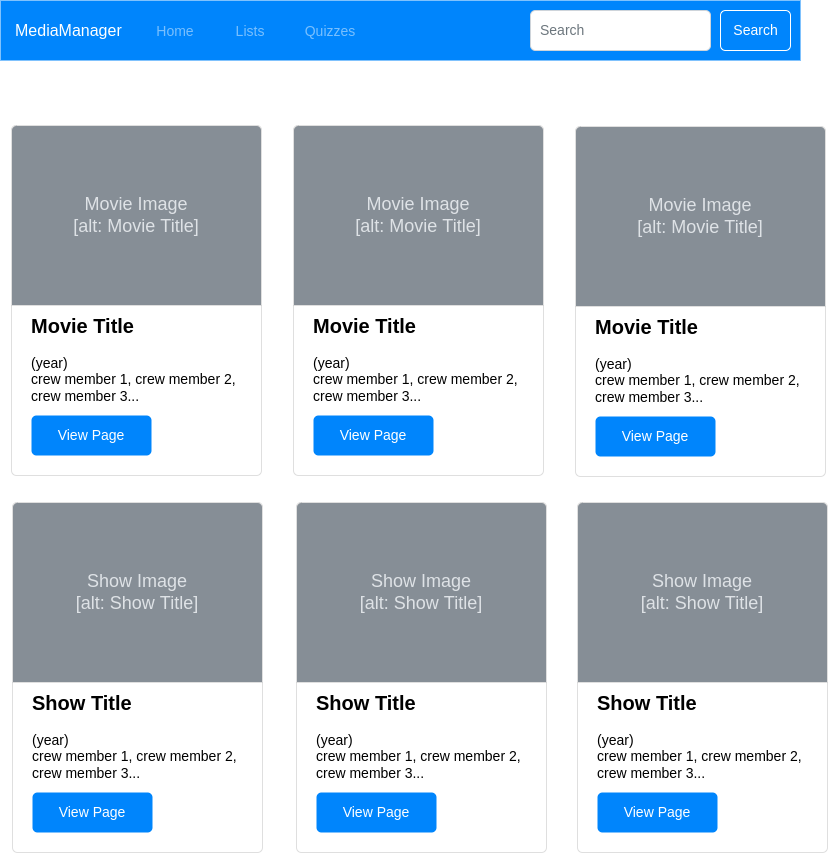 MediaManager Home Lists Quizzes Search Search
Movie Image
[alt: Movie Title]
Movie Title
(year)
crew member 1, crew member 2,
crew member 3...
View Page
Movie Image
[alt: Movie Title]
Movie Title
(year)
crew member 1, crew member 2,
crew member 3...
View Page
Movie Image
[alt: Movie Title]
Movie Title
(year)
crew member 1, crew member 2,
crew member 3...
View Page
Show Image
[alt: Show Title]
Show Title
(year)
crew member 1, crew member 2,
crew member 3...
View Page
Show Image
[alt: Show Title]
Show Title
(year)
crew member 1, crew member 2,
crew member 3...
View Page
Show Image
[alt: Show Title]
Show Title
(year)
crew member 1, crew member 2,
crew member 3...
View Page